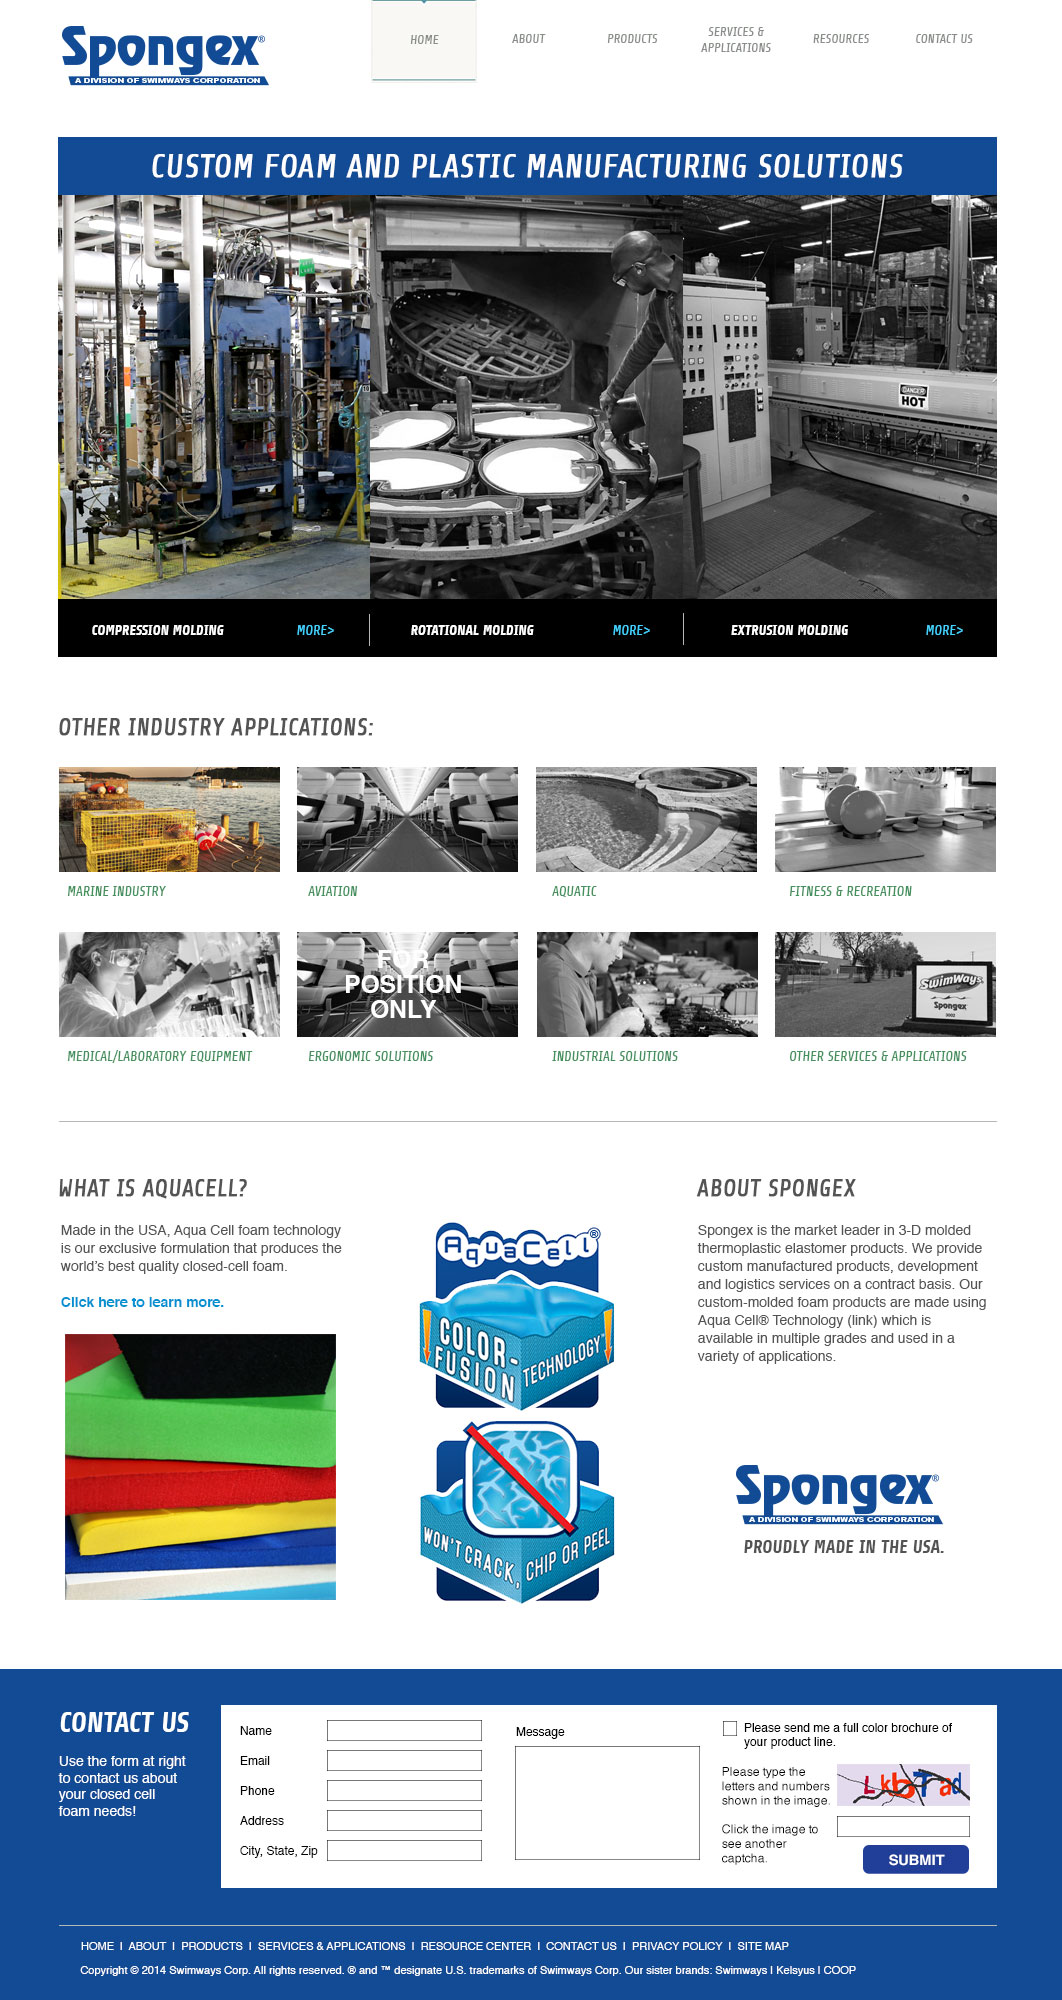 Spongex®
A DIVISION OF SWIMWAYS CORPORATION
HOME
ABOUT
PRODUCTS
SERVICES &
APPLICATIONS
RESOURCES
CONTACT US
CUSTOM FOAM AND PLASTIC MANUFACTURING SOLUTIONS
DANGER
HOT
COMPRESSION MOLDING MORE>
ROTATIONAL MOLDING MORE>
EXTRUSION MOLDING MORE>
OTHER INDUSTRY APPLICATIONS:
MARINE INDUSTRY
AVIATION
AQUATIC
FITNESS & RECREATION
FOR
POSITION
ONLY
SwimWays
Spongex
MEDICAL/LABORATORY EQUIPMENT
ERGONOMIC SOLUTIONS
INDUSTRIAL SOLUTIONS
OTHER SERVICES & APPLICATIONS
WHAT IS AQUACELL?
Made in the USA, Aqua Cell foam technology
is our exclusive formulation that produces the
world's best quality closed-cell foam.
Click here to learn more.
AquaCell®
COLOR-
FUSION
TECHNOLOGY™
WON'T CRACK, CHIP OR PEEL
ABOUT SPONGEX
Spongex is the market leader in 3-D molded
thermoplastic elastomer products. We provide
custom manufactured products, development
and logistics services on a contract basis. Our
custom-molded foam products are made using
Aqua Cell® Technology (link) which is
available in multiple grades and used in a
variety of applications.
Spongex®
A DIVISION OF SWIMWAYS CORPORATION
PROUDLY MADE IN THE USA.
CONTACT US
Use the form at right
to contact us about
your closed cell
foam needs!
Name
Email
Phone
Address
City, State, Zip
Message
Please send me a full color brochure of
your product line.
Please type the
letters and numbers
shown in the image.
LkbTad
Click the image to
see another
captcha.
SUBMIT
HOME | ABOUT | PRODUCTS | SERVICES & APPLICATIONS | RESOURCE CENTER | CONTACT US | PRIVACY POLICY | SITE MAP
Copyright © 2014 Swimways Corp. All rights reserved. ® and ™ designate U.S. trademarks of Swimways Corp. Our sister brands: Swimways | Kelsyus | COOP